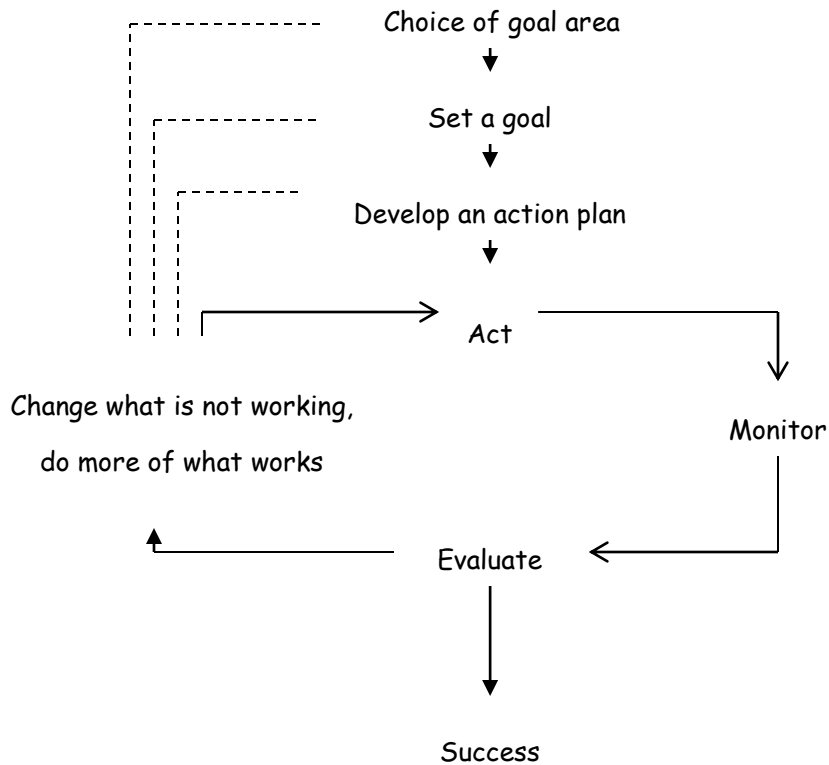 Choice of goal area
Set a goal
Develop an action plan
Act
Change what is not working,
do more of what works
Monitor
Evaluate
Success